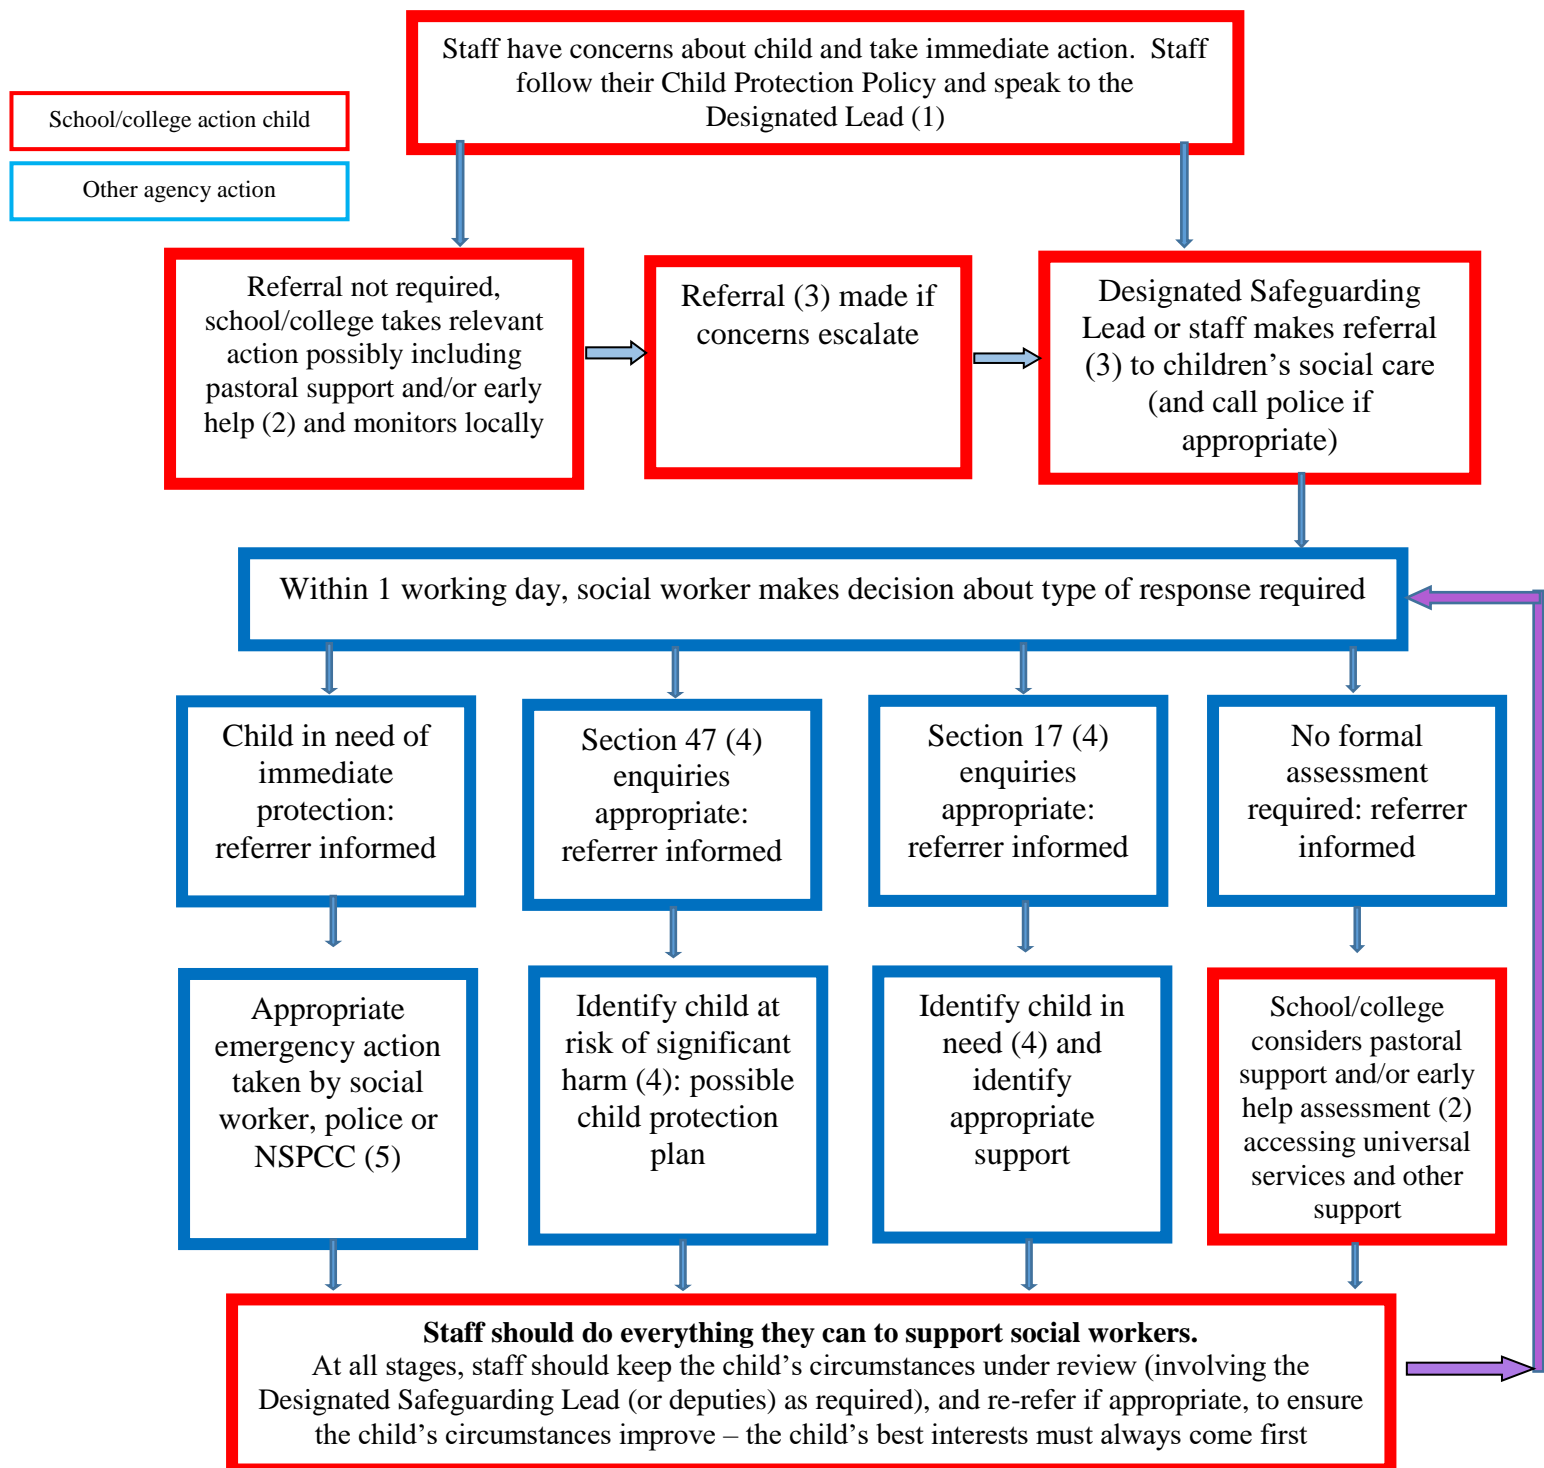 Staff have concerns about child and take immediate action.  Staff
follow their Child Protection Policy and speak to the
Designated Lead (1)
School/college action child
Other agency action
Referral not required,
school/college takes relevant
action possibly including
pastoral support and/or early
help (2) and monitors locally
Referral (3) made if
concerns escalate
Designated Safeguarding
Lead or staff makes referral
(3) to children’s social care
(and call police if
appropriate)
Within 1 working day, social worker makes decision about type of response required
Child in need of
immediate
protection:
referrer informed
Section 47 (4)
enquiries
appropriate:
referrer informed
Section 17 (4)
enquiries
appropriate:
referrer informed
No formal
assessment
required: referrer
informed
Appropriate
emergency action
taken by social
worker, police or
NSPCC (5)
Identify child at
risk of significant
harm (4): possible
child protection
plan
Identify child in
need (4) and
identify
appropriate
support
School/college
considers pastoral
support and/or early
help assessment (2)
accessing universal
services and other
support
Staff should do everything they can to support social workers.
At all stages, staff should keep the child’s circumstances under review (involving the
Designated Safeguarding Lead (or deputies) as required), and re-refer if appropriate, to ensure
the child’s circumstances improve – the child’s best interests must always come first